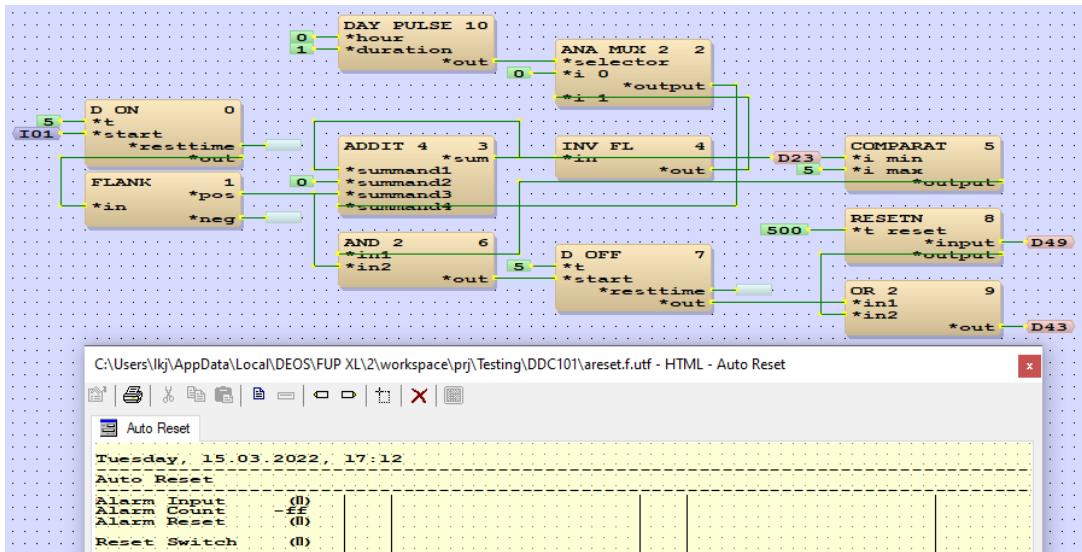 DAY PULSE 10
0 *hour
1 *duration
*out
ANA MUX 2 2
*selector
0 *i 0
*output
*i 1
D ON 0
5 *t
I01 *start
*resttime
*out
FLANK 1
*pos
*in
*neg
ADDIT 4 3
*sum
*summand1
0 *summand2
*summand3
*summand4
INV FL 4
*in
*out
COMPARAT 5
D23 *i min
5 *i max
*output
AND 2 6
*in1
*in2
*out
D OFF 7
5 *t
*start
*resttime
*out
RESETN 8
500 *t reset
*input D49
*output
OR 2 9
*in1
*in2
*out D43
C:\Users\lkj\AppData\Local\DEOS\FUP XL\2\workspace\prj\Testing\DDC101\areset.f.utf - HTML - Auto Reset
x
Auto Reset
Tuesday, 15.03.2022, 17:12
Auto Reset
Alarm Input
Alarm Count -ff
Alarm Reset
Reset Switch